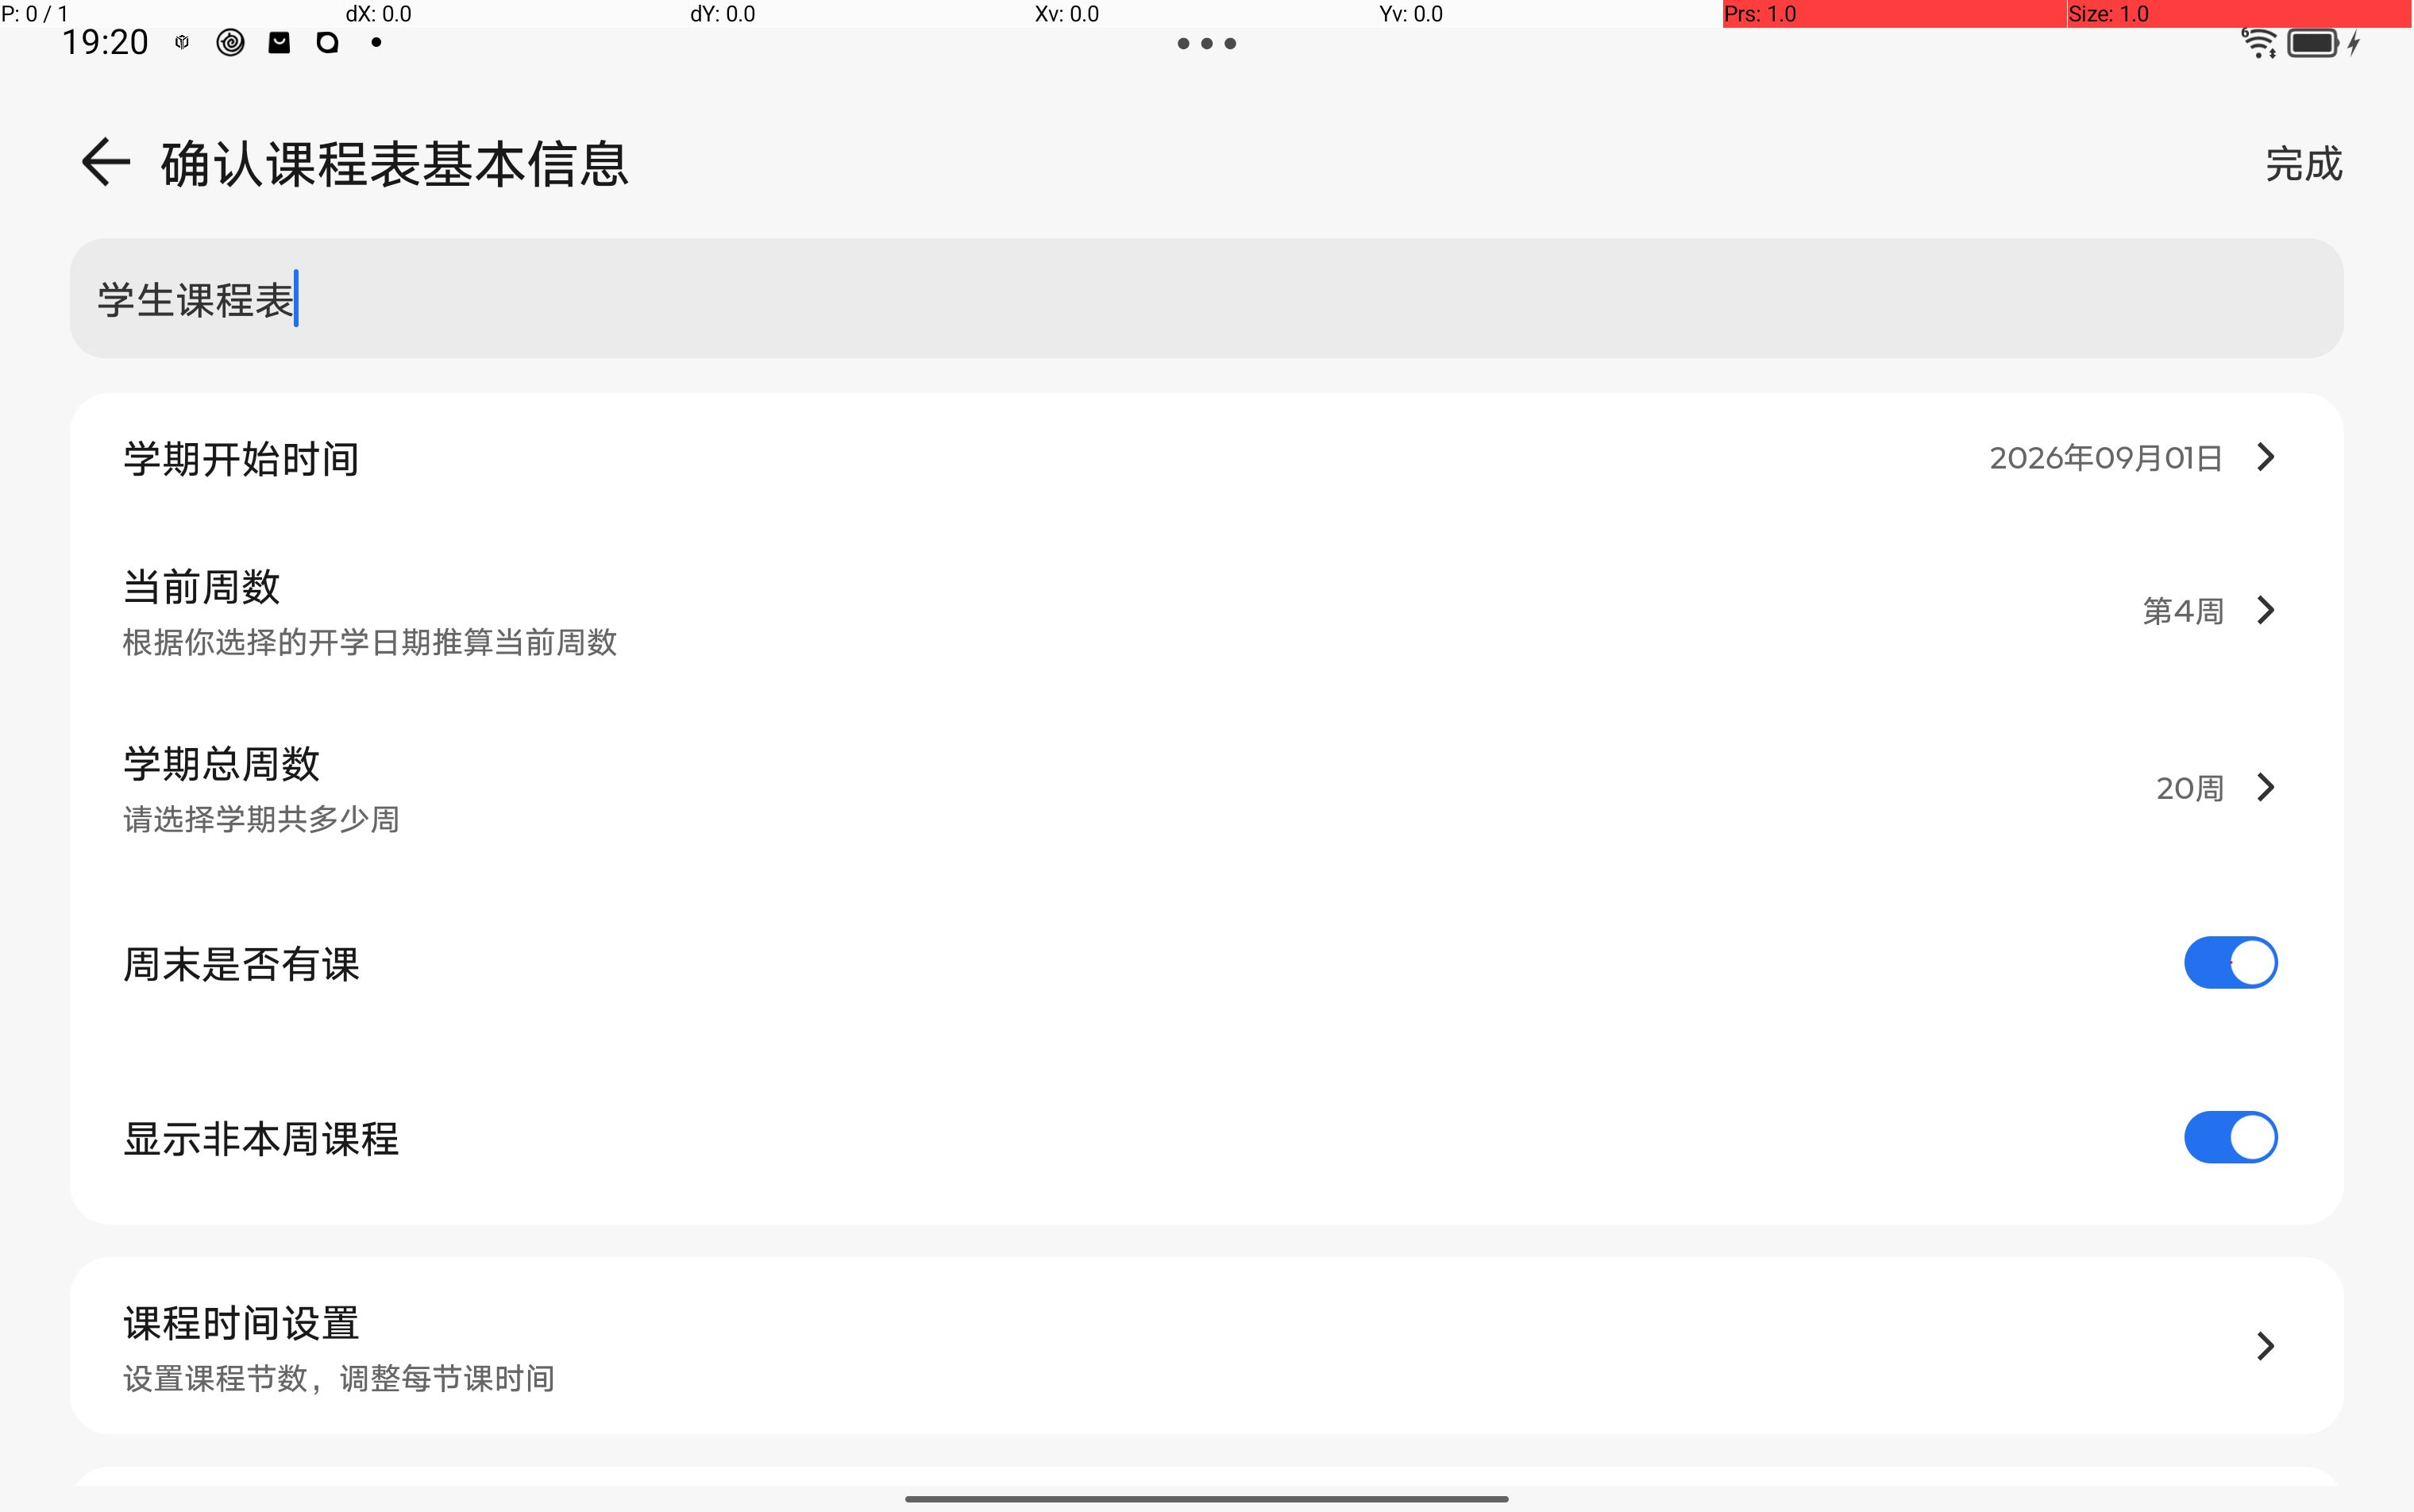 P: 0 / 1 dX: 0.0 dY: 0.0 Xv: 0.0 Yv: 0.0 Prs: 1.0 Size: 1.0
19:20 6
确认课程表基本信息 完成
学生课程表
学期开始时间 2026年09月01日
当前周数 第4周
根据你选择的开学日期推算当前周数
学期总周数 20周
请选择学期共多少周
周末是否有课
显示非本周课程
课程时间设置
设置课程节数，调整每节课时间